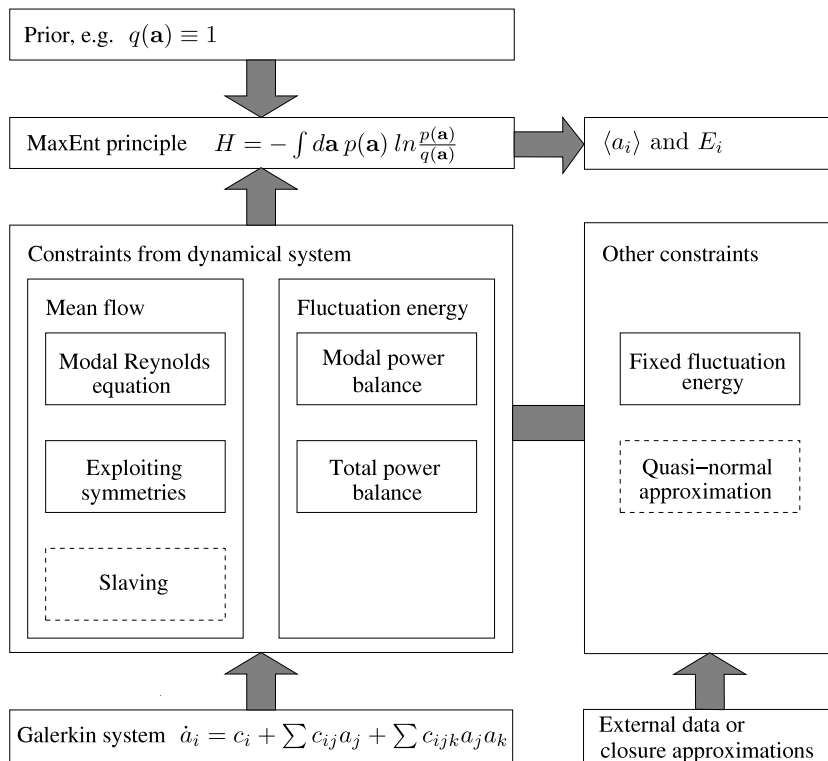 Prior, e.g. q(a) ≡ 1
MaxEnt principle H = − ∫ da p(a) ln p(a)/q(a)
⟨a_i⟩ and E_i
Constraints from dynamical system
Mean flow
Modal Reynolds
equation
Exploiting
symmetries
Slaving
Fluctuation energy
Modal power
balance
Total power
balance
Other constraints
Fixed fluctuation
energy
Quasi−normal
approximation
Galerkin system ȧ_i = c_i + ∑ c_ij a_j + ∑ c_ijk a_j a_k
External data or
closure approximations